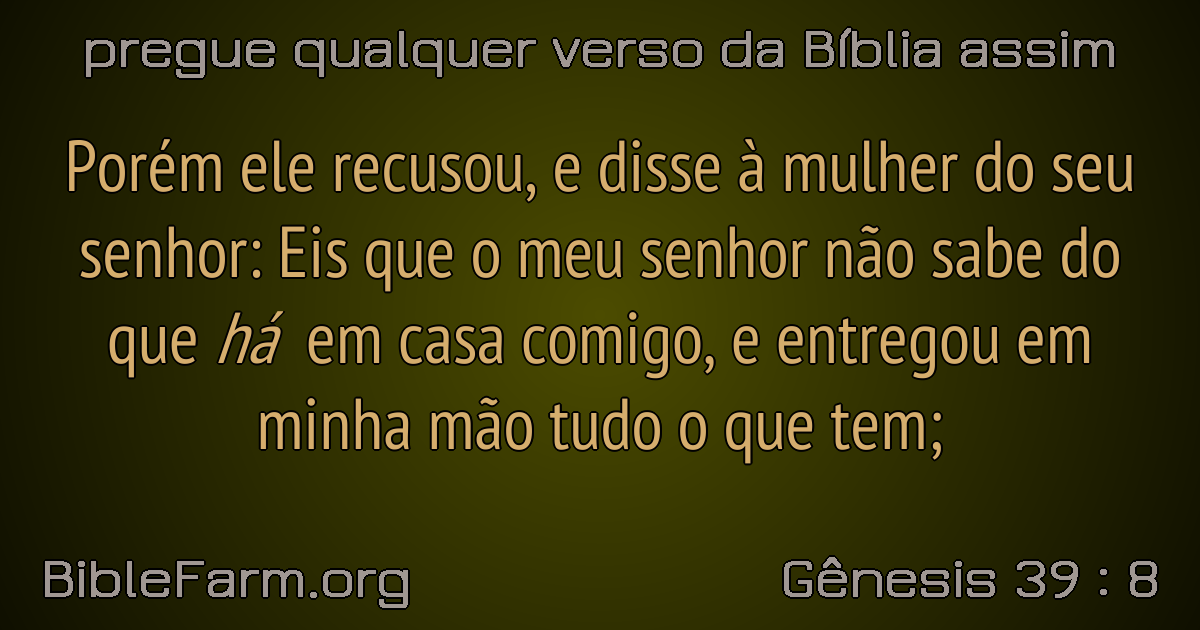 pregue qualquer verso da Bíblia assim
Porém ele recusou, e disse à mulher do seu
senhor: Eis que o meu senhor não sabe do
que há em casa comigo, e entregou em
minha mão tudo o que tem;
BibleFarm.org
Gênesis 39 : 8